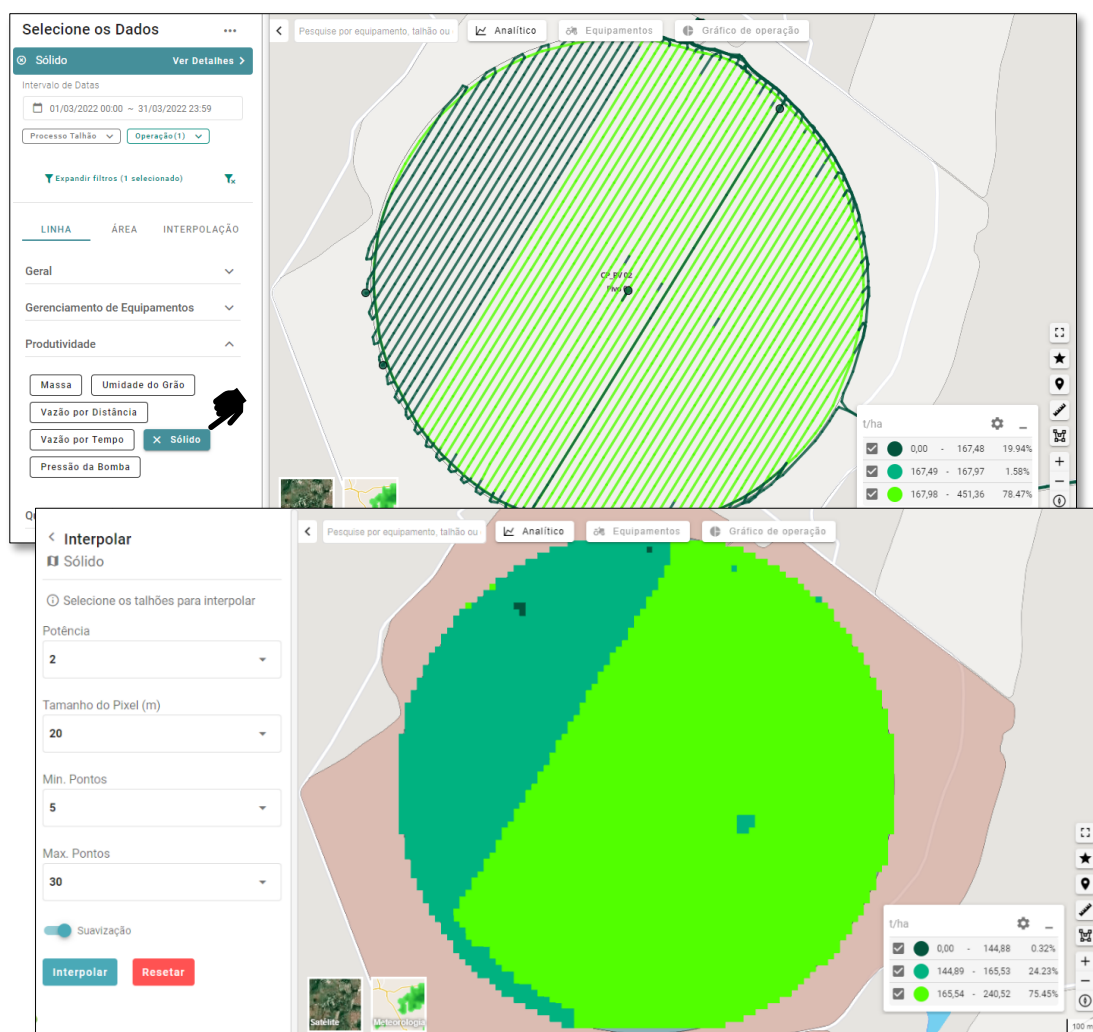 Selecione os Dados
Sólido
Ver Detalhes >
Intervalo de Datas
01/03/2022 00:00 ~ 31/03/2022 23:59
Processo Talhão
Operação(1)
Expandir filtros (1 selecionado)
LINHA ÁREA INTERPOLAÇÃO
Geral
Gerenciamento de Equipamentos
Produtividade
Massa
Umidade do Grão
Vazão por Distância
Vazão por Tempo
Sólido
Pressão da Bomba
Pesquise por equipamento, talhão ou
Analítico
Equipamentos
Gráfico de operação
t/ha
0,00 - 167,48 19.94%
167,49 - 167,97 1.58%
167,98 - 451,36 78.47%
Interpolar
Sólido
Selecione os talhões para interpolar
Potência
2
Tamanho do Pixel (m)
20
Min. Pontos
5
Max. Pontos
30
Suavização
Interpolar
Resetar
Pesquise por equipamento, talhão ou
Analítico
Equipamentos
Gráfico de operação
Satélite
Meteorologia
t/ha
0,00 - 144,88 0.32%
144,89 - 165,53 24.23%
165,54 - 240,52 75.45%
100 m